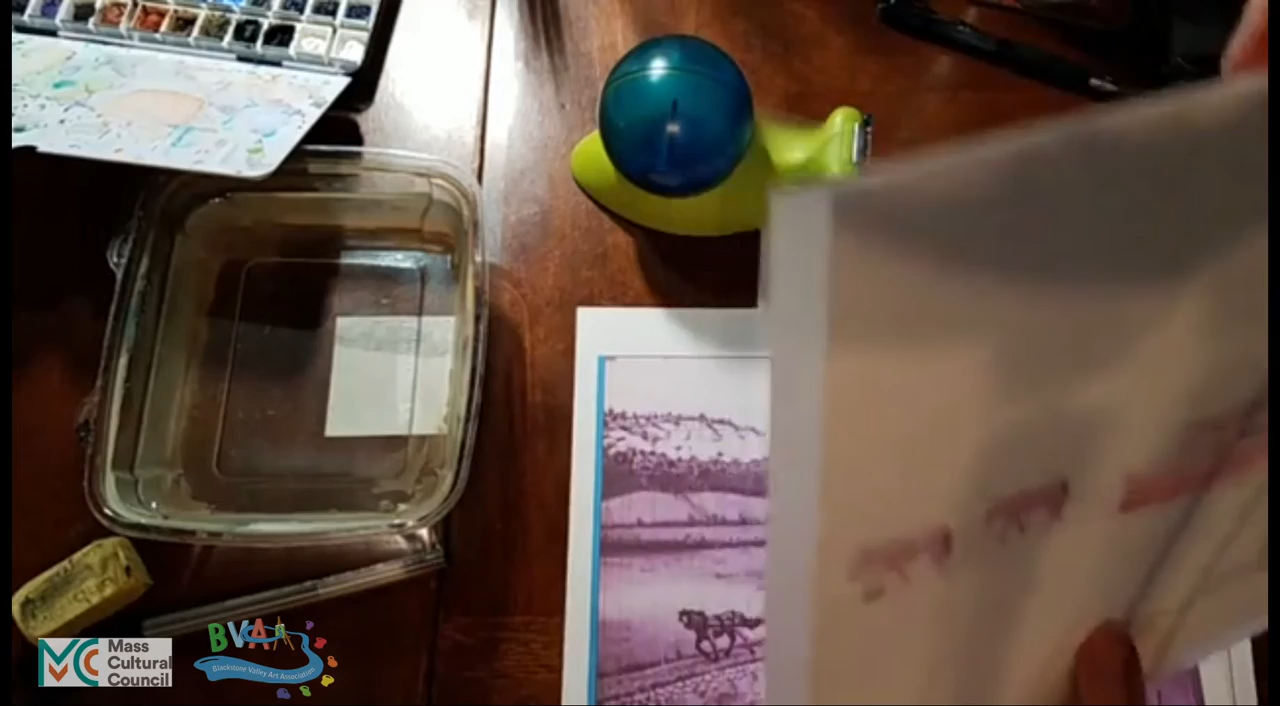 Mass
Cultural
Council
BVAA
Blackstone Valley Art Association